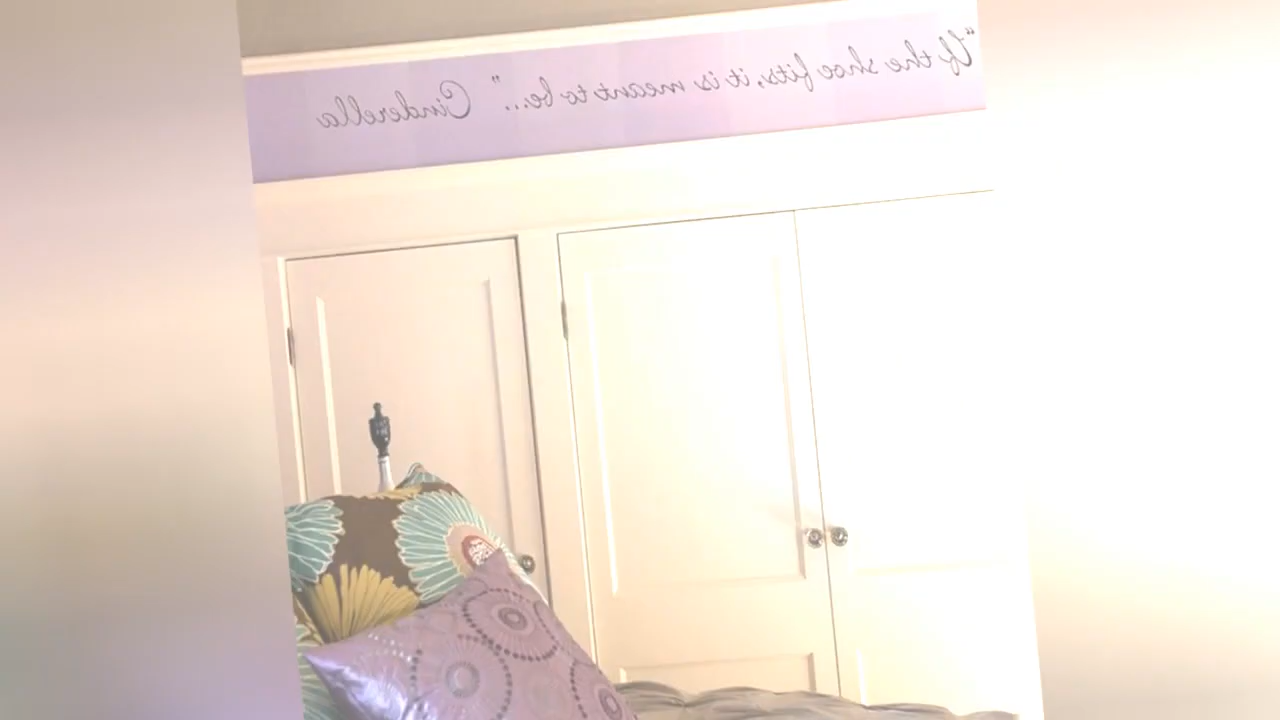 "If the shoe fits, it is meant to be..." Cinderella